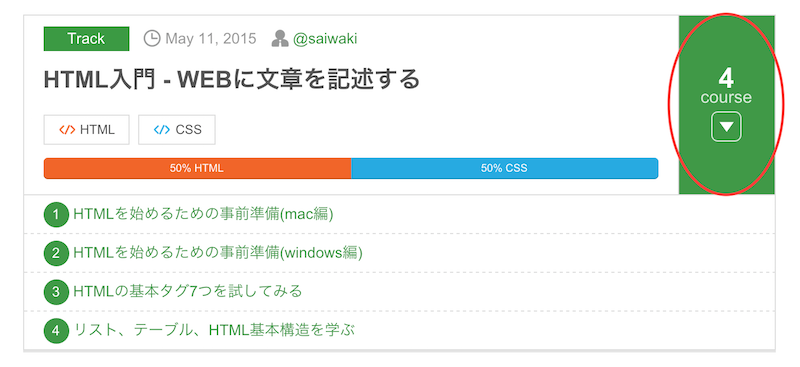 Track May 11, 2015 @saiwaki
HTML入門 - WEBに文章を記述する
HTML CSS
50% HTML 50% CSS
4
course
1 HTMLを始めるための事前準備(mac編)
2 HTMLを始めるための事前準備(windows編)
3 HTMLの基本タグ7つを試してみる
4 リスト、テーブル、HTML基本構造を学ぶ